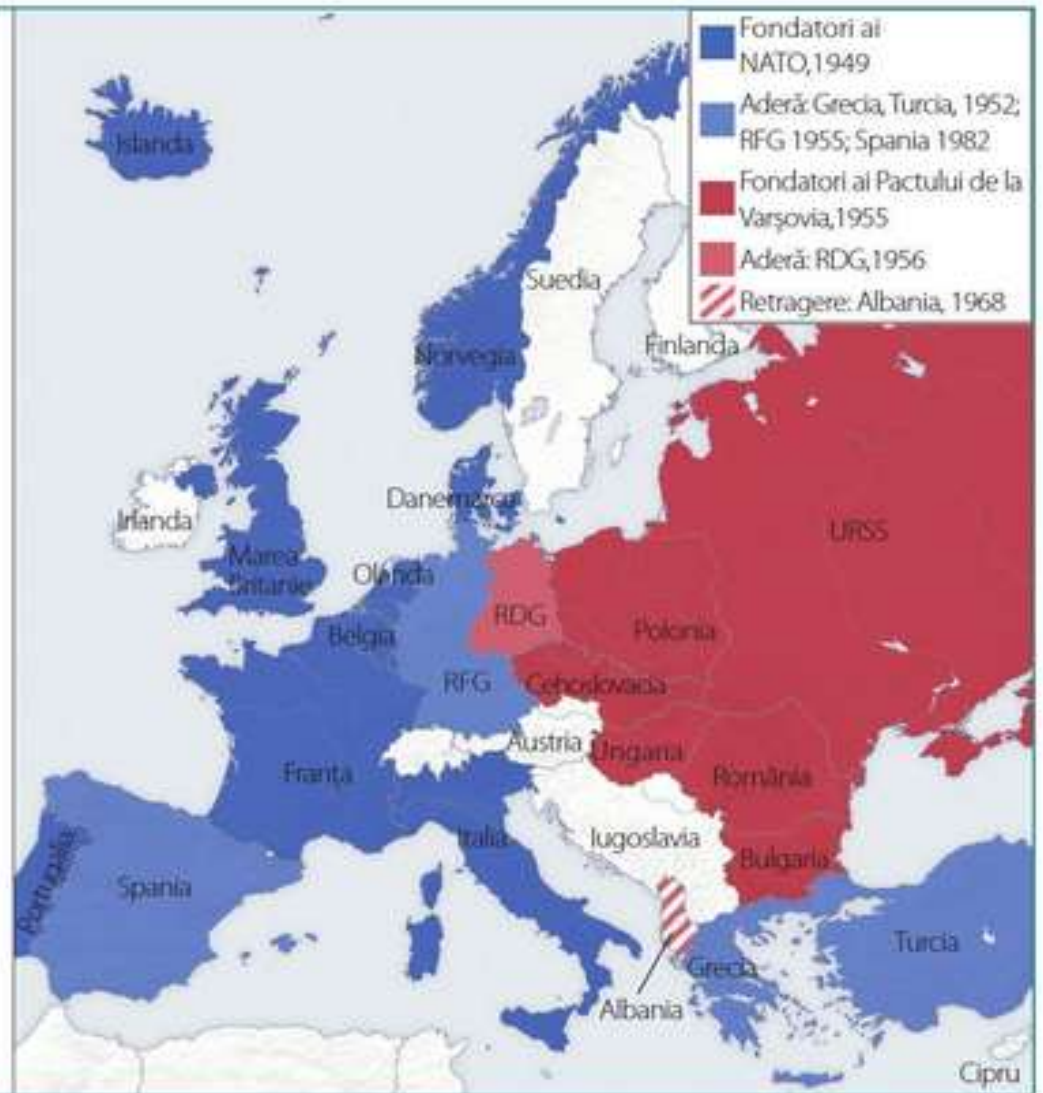 Fondatori ai
NATO,1949
Aderă: Grecia, Turcia, 1952;
RFG 1955; Spania 1982
Fondatori ai Pactului de la
Varşovia,1955
Aderă: RDG,1956
Retragere: Albania, 1968
Islanda
Suedia
Norvegia
Finlanda
Danemarca
Irlanda
URSS
Marea
Britanie
Olanda
Belgia
RDG
Polonia
RFG
Cehoslovacia
Austria
Ungaria
Franţa
România
Italia
Iugoslavia
Bulgaria
Portugalia
Spania
Turcia
Grecia
Albania
Cipru